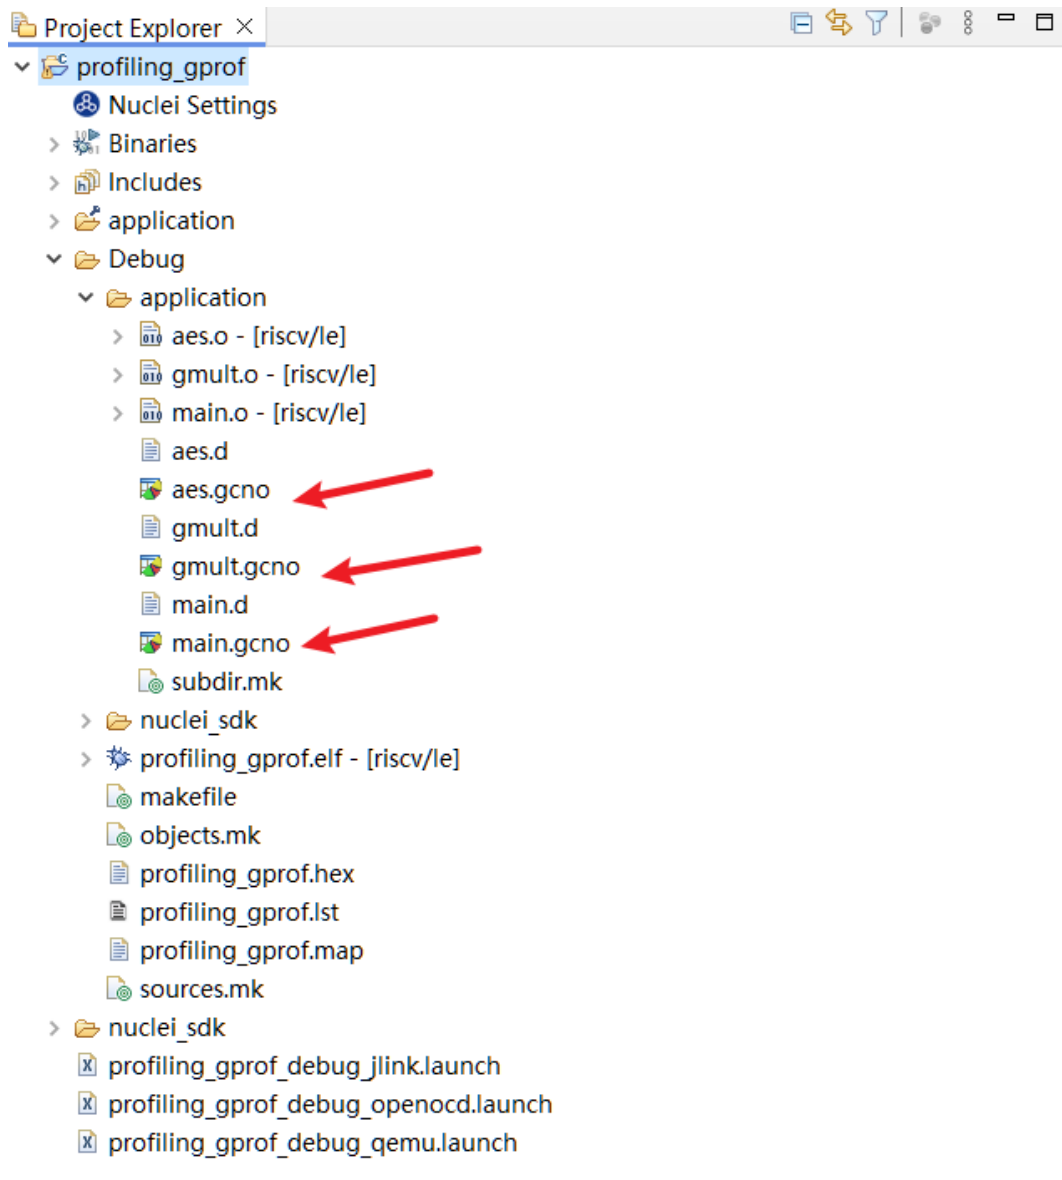 Project Explorer
profiling_gprof
Nuclei Settings
Binaries
Includes
application
Debug
application
aes.o - [riscv/le]
gmult.o - [riscv/le]
main.o - [riscv/le]
aes.d
aes.gcno
gmult.d
gmult.gcno
main.d
main.gcno
subdir.mk
nuclei_sdk
profiling_gprof.elf - [riscv/le]
makefile
objects.mk
profiling_gprof.hex
profiling_gprof.lst
profiling_gprof.map
sources.mk
nuclei_sdk
profiling_gprof_debug_jlink.launch
profiling_gprof_debug_openocd.launch
profiling_gprof_debug_qemu.launch